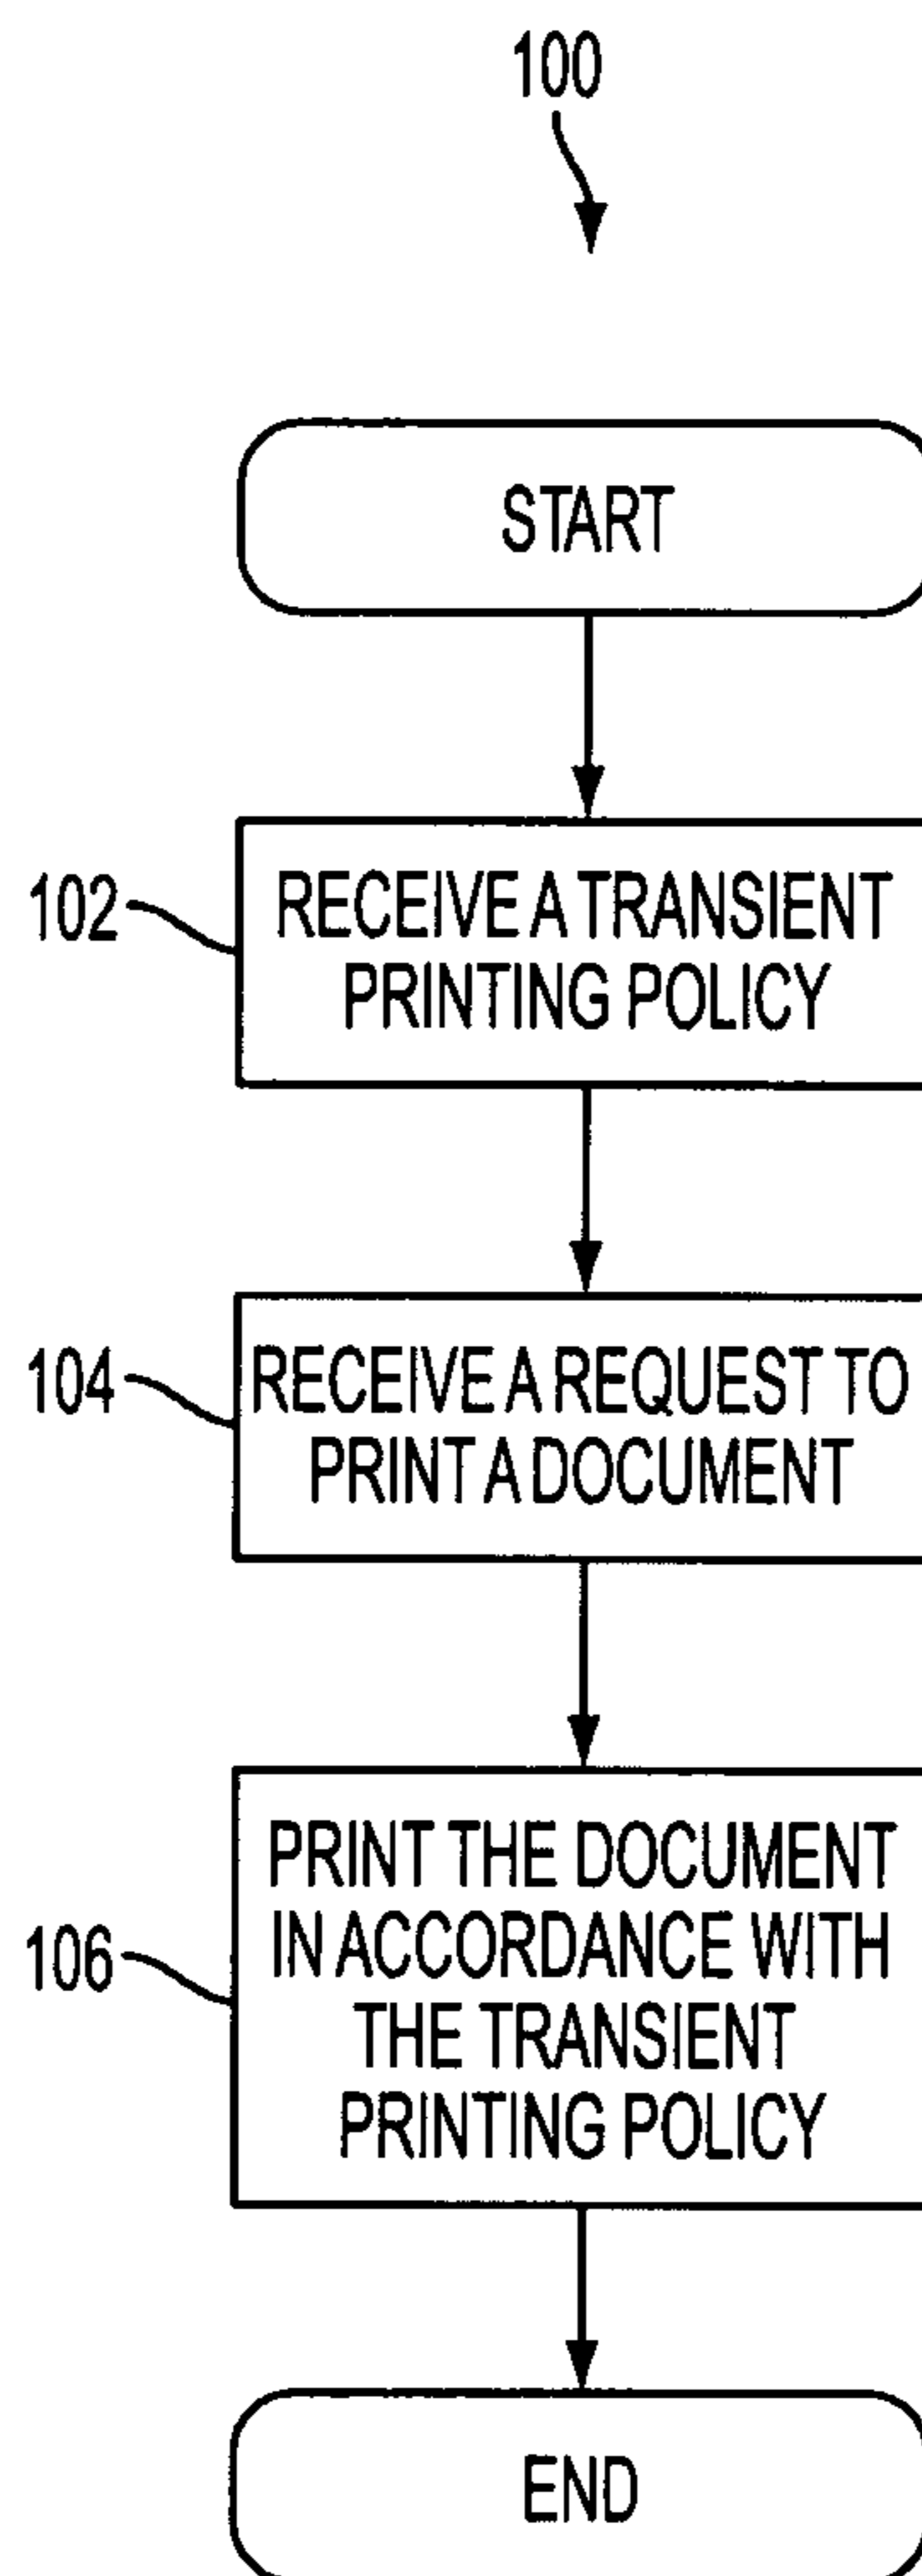 100
START
102
RECEIVE A TRANSIENT
PRINTING POLICY
104
RECEIVE A REQUEST TO
PRINT A DOCUMENT
106
PRINT THE DOCUMENT
IN ACCORDANCE WITH
THE TRANSIENT
PRINTING POLICY
END